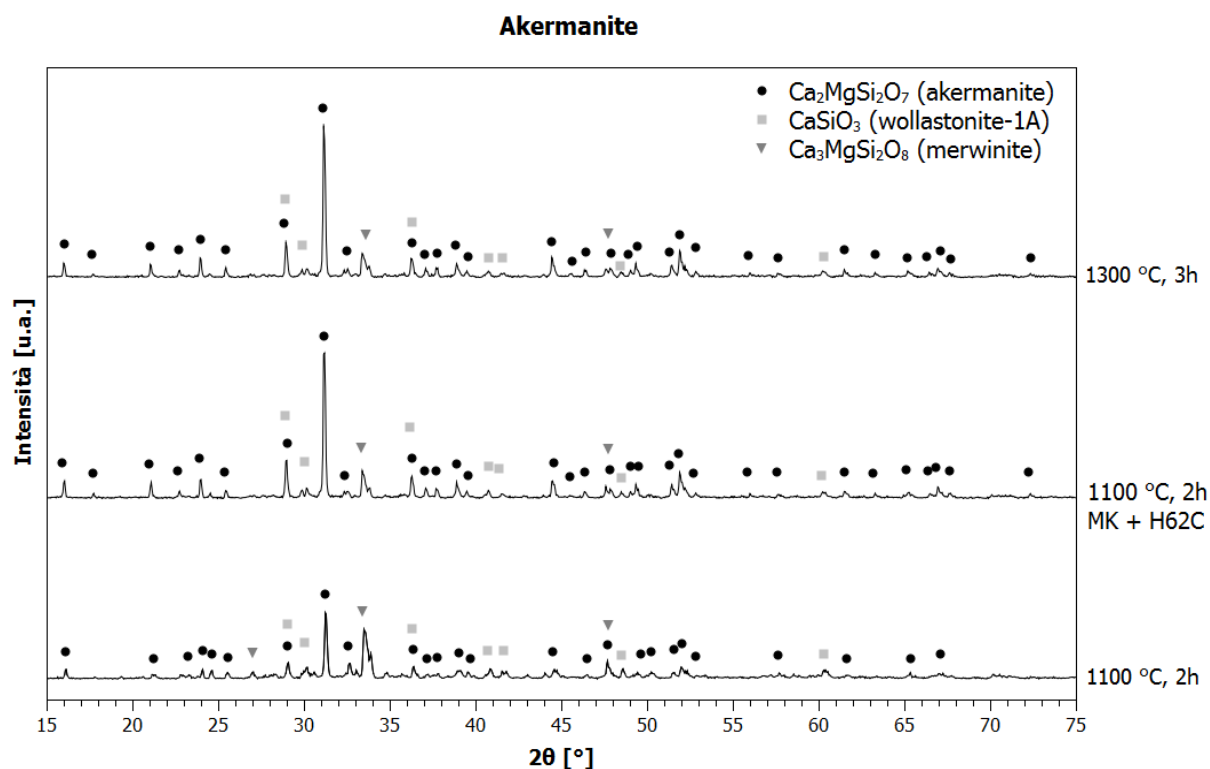 Akermanite
Ca₂MgSi₂O₇ (akermanite)
CaSiO₃ (wollastonite-1A)
Ca₃MgSi₂O₈ (merwinite)
Intensità [u.a.]
1300 °C, 3h
1100 °C, 2h
MK + H62C
1100 °C, 2h
15 20 25 30 35 40 45 50 55 60 65 70 75
2θ [°]